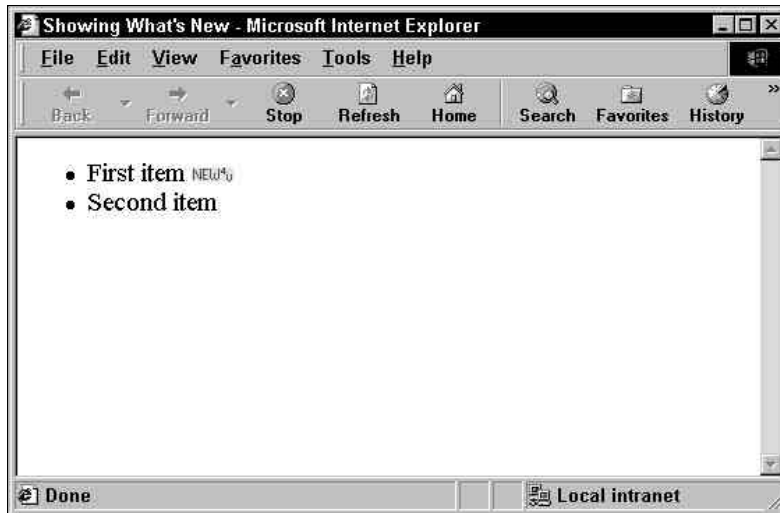 Showing What's New - Microsoft Internet Explorer
File Edit View Favorites Tools Help
Back Forward Stop Refresh Home Search Favorites History »
• First item NEW4U
• Second item
Done Local intranet